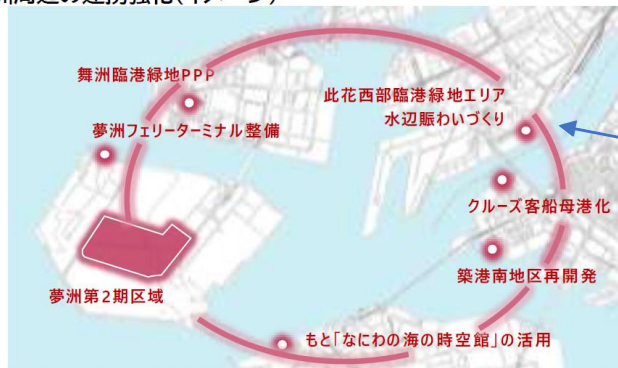 周辺の連携強化(イメージ)
舞洲臨港緑地PPP
夢洲フェリーターミナル整備
此花西部臨港緑地エリア
水辺賑わいづくり
クルーズ客船母港化
築港南地区再開発
夢洲第2期区域
もと「なにわの海の時空館」の活用